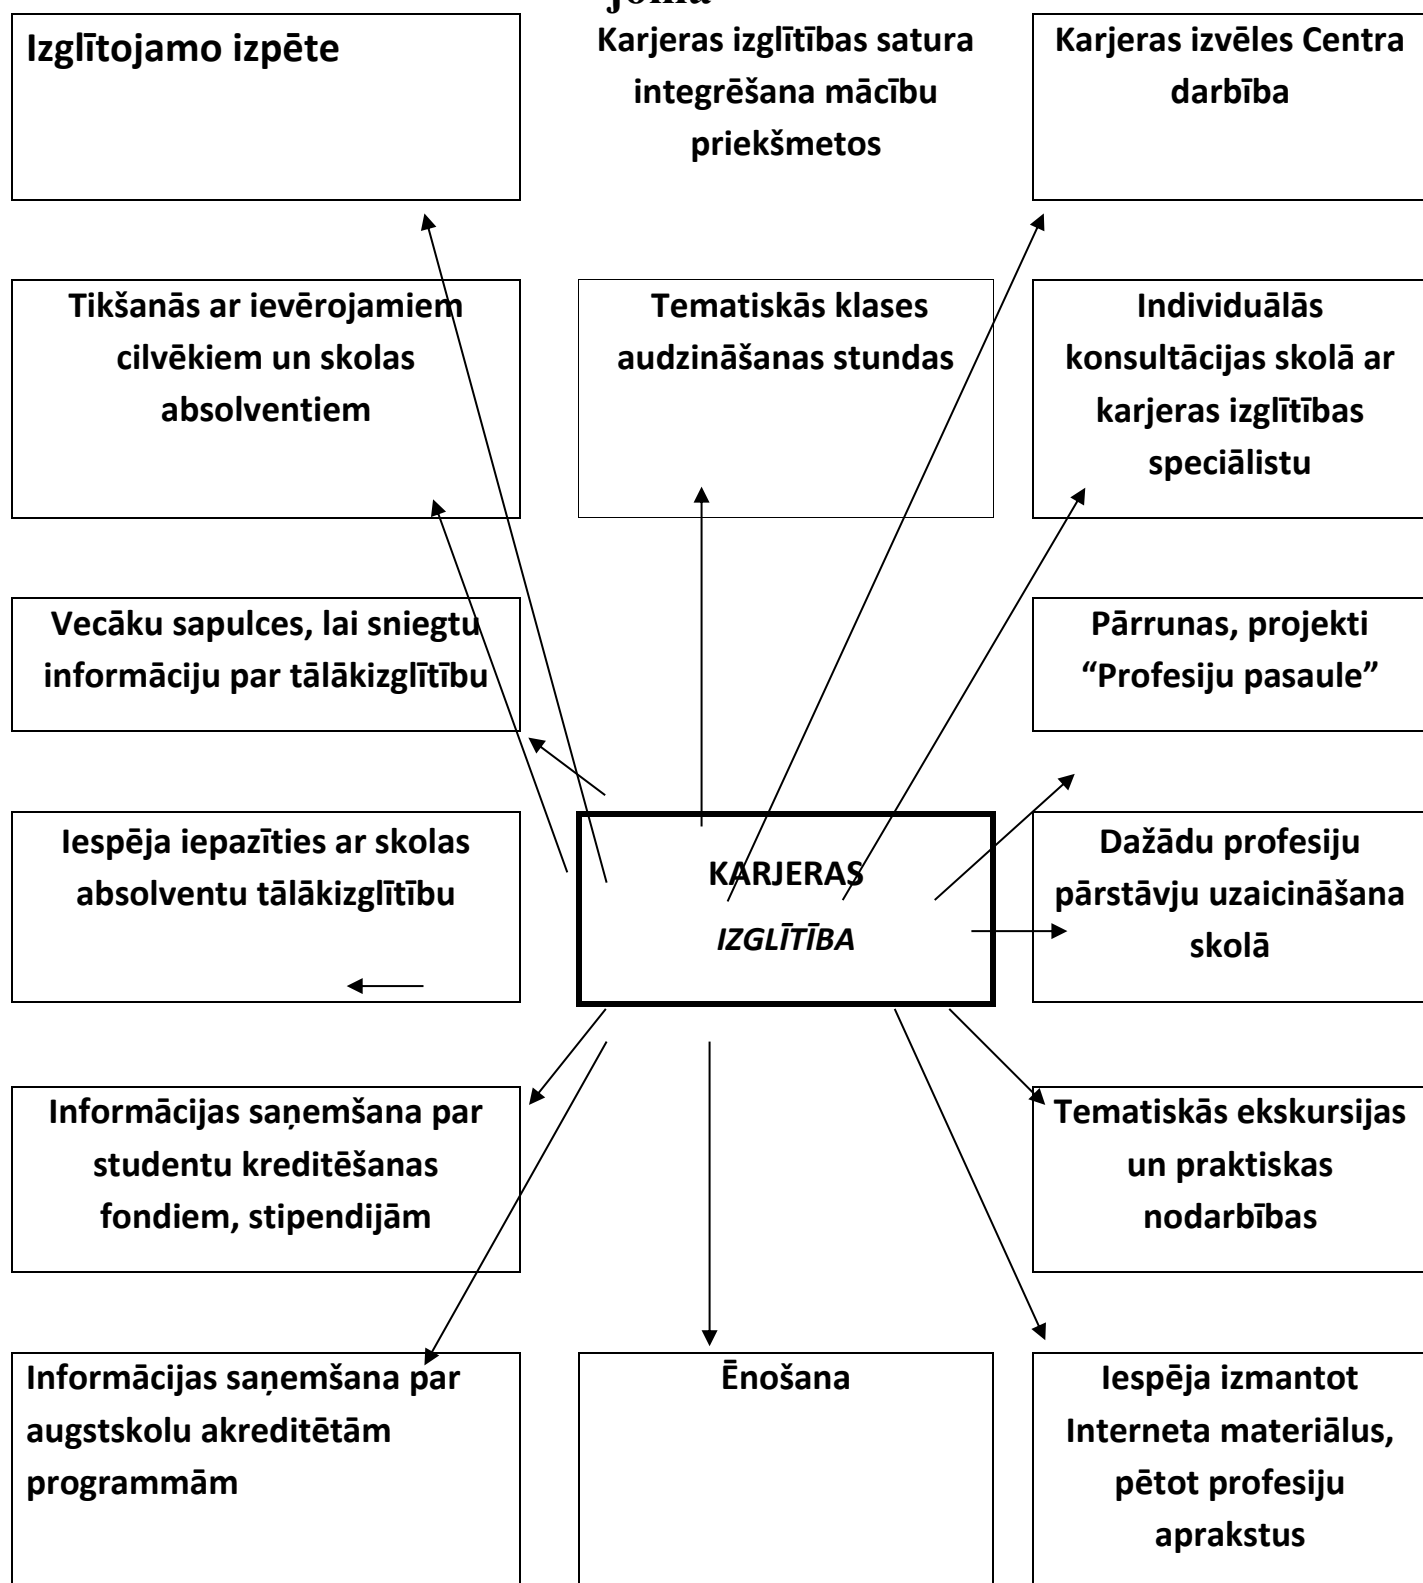 joma
Izglītojamo izpēte
Karjeras izglītības satura
integrēšana mācību
priekšmetos
Karjeras izvēles Centra
darbība
Tikšanās ar ievērojamiem
cilvēkiem un skolas
absolventiem
Tematiskās klases
audzināšanas stundas
Individuālās
konsultācijas skolā ar
karjeras izglītības
speciālistu
Vecāku sapulces, lai sniegtu
informāciju par tālākizglītību
Pārrunas, projekti
“Profesiju pasaule”
Iespēja iepazīties ar skolas
absolventu tālākizglītību
KARJERAS
IZGLĪTĪBA
Dažādu profesiju
pārstāvju uzaicināšana
skolā
Informācijas saņemšana par
studentu kreditēšanas
fondiem, stipendijām
Tematiskās ekskursijas
un praktiskas
nodarbības
Informācijas saņemšana par
augstskolu akreditētām
programmām
Ēnošana
Iespēja izmantot
Interneta materiālus,
pētot profesiju
aprakstus